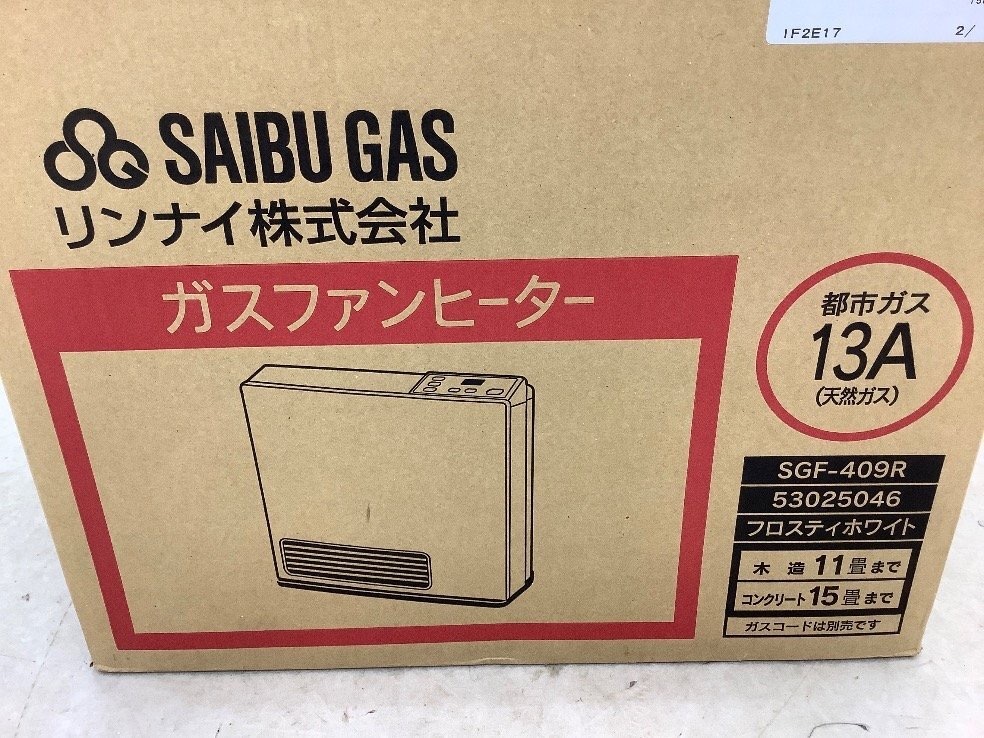 IF2E17 2/
SAIBU GAS
リンナイ株式会社
ガスファンヒーター
都市ガス
13A
(天然ガス)
SGF-409R
53025046
フロスティホワイト
木 造 11畳まで
コンクリート15畳まで
ガスコードは別売です